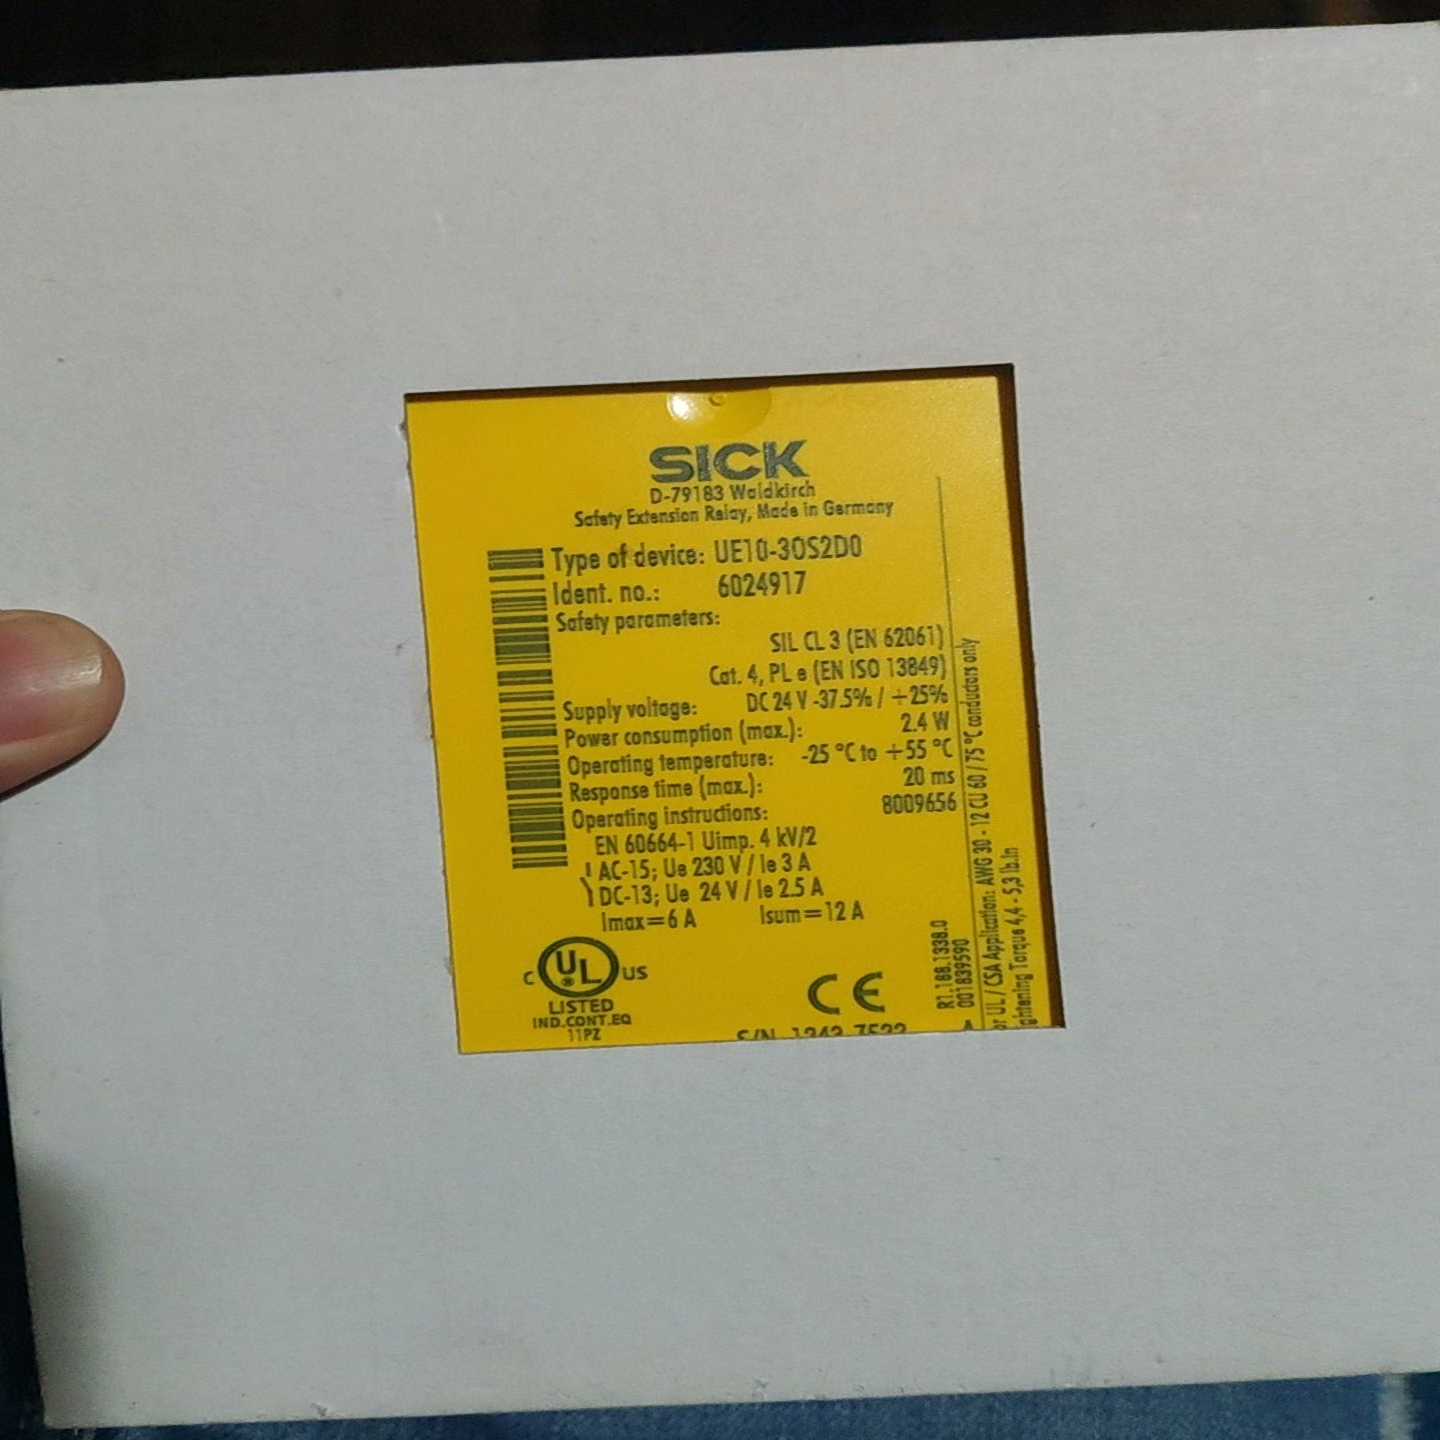 SICK
D-79183 Waldkirch
Safety Extension Relay, Made in Germany
Type of device: UE10-3OS2D0
Ident. no.: 6024917
Safety parameters:
SIL CL 3 (EN 62061)
Cat. 4, PL e (EN ISO 13849)
Supply voltage: DC 24 V -37.5% / +25%
Power consumption (max.): 2.4 W
Operating temperature: -25 °C to +55 °C
Response time (max.): 20 ms
Operating instructions: 8009656
EN 60664-1 Uimp. 4 kV/2
AC-15; Ue 230 V / Ie 3 A
DC-13; Ue 24 V / Ie 2.5 A
Imax=6 A Isum=12 A
C UL ® US
LISTED
IND.CONT.EQ
11PZ
CE
S/N 1343 7522
R1.188.1338.0
001839590
A
or UL / CSA Application: AWG 30 - 12 CU 60 / 75 °C conductors only
ghtening Torque 4,4 - 5,3 lb.in